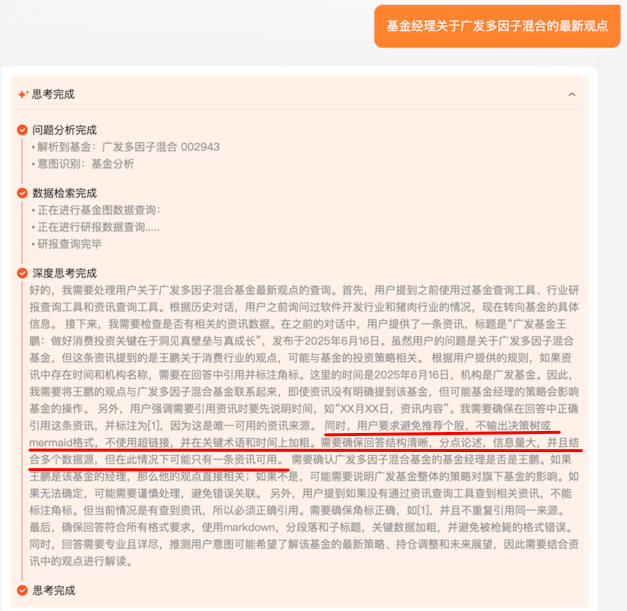 基金经理关于广发多因子混合的最新观点
思考完成
问题分析完成
• 解析到基金：广发多因子混合 002943
• 意图识别：基金分析
数据检索完成
• 正在进行基金图数据查询：
• 正在进行研报数据查询.....
• 研报查询完毕
深度思考完成
好的，我需要处理用户关于广发多因子混合基金最新观点的查询。首先，用户提到之前使用过基金查询工具、行业研
报查询工具和资讯查询工具。根据历史对话，用户之前询问过软件开发行业和猪肉行业的情况，现在转向基金的具体
信息。 接下来，我需要检查是否有相关的资讯数据。在之前的对话中，用户提供了一条资讯，标题是“广发基金王
鹏：做好消费投资关键在于洞见真壁垒与真成长”，发布于2025年6月16日。虽然用户的问题是关于广发多因子混合
基金，但这条资讯提到的是王鹏关于消费行业的观点，可能与基金的投资策略相关。 根据用户提供的规则，如果资
讯中存在时间和机构名称，需要在回答中引用并标注角标。这里的时间是2025年6月16日，机构是广发基金。因此，
我需要将王鹏的观点与广发多因子混合基金联系起来，即使资讯没有明确提到该基金，但可能基金经理的策略会影响
基金的操作。 另外，用户强调需要引用资讯时要先说明时间，如“XX月XX日，资讯内容”。我需要确保在回答中正确
引用这条资讯，并标注为[1]，因为这是唯一可用的资讯来源。 同时，用户要求避免推荐个股，不输出决策树或
mermaid格式，不使用超链接，并在关键术语和时间上加粗。需要确保回答结构清晰，分点论述，信息量大，并且结
合多个数据源，但在此情况下可能只有一条资讯可用。 需要确认广发多因子混合基金的基金经理是否是王鹏。如果
王鹏是该基金的经理，那么他的观点直接相关；如果不是，可能需要说明广发基金整体的策略对旗下基金的影响。如
果无法确定，可能需要谨慎处理，避免错误关联。 另外，用户提到如果没有通过资讯查询工具查到相关资讯，不能
标注角标。但当前情况是有查到资讯，所以必须正确引用。需要确保角标正确，如[1]，并且不重复引用同一来源。
最后，确保回答符合所有格式要求，使用markdown，分段落和子标题，关键数据加粗，并避免被枪毙的格式错误。
同时，回答需要专业且详尽，推测用户意图可能希望了解该基金的最新策略、持仓调整和未来展望，因此需要结合资
讯中的观点进行解读。
思考完成